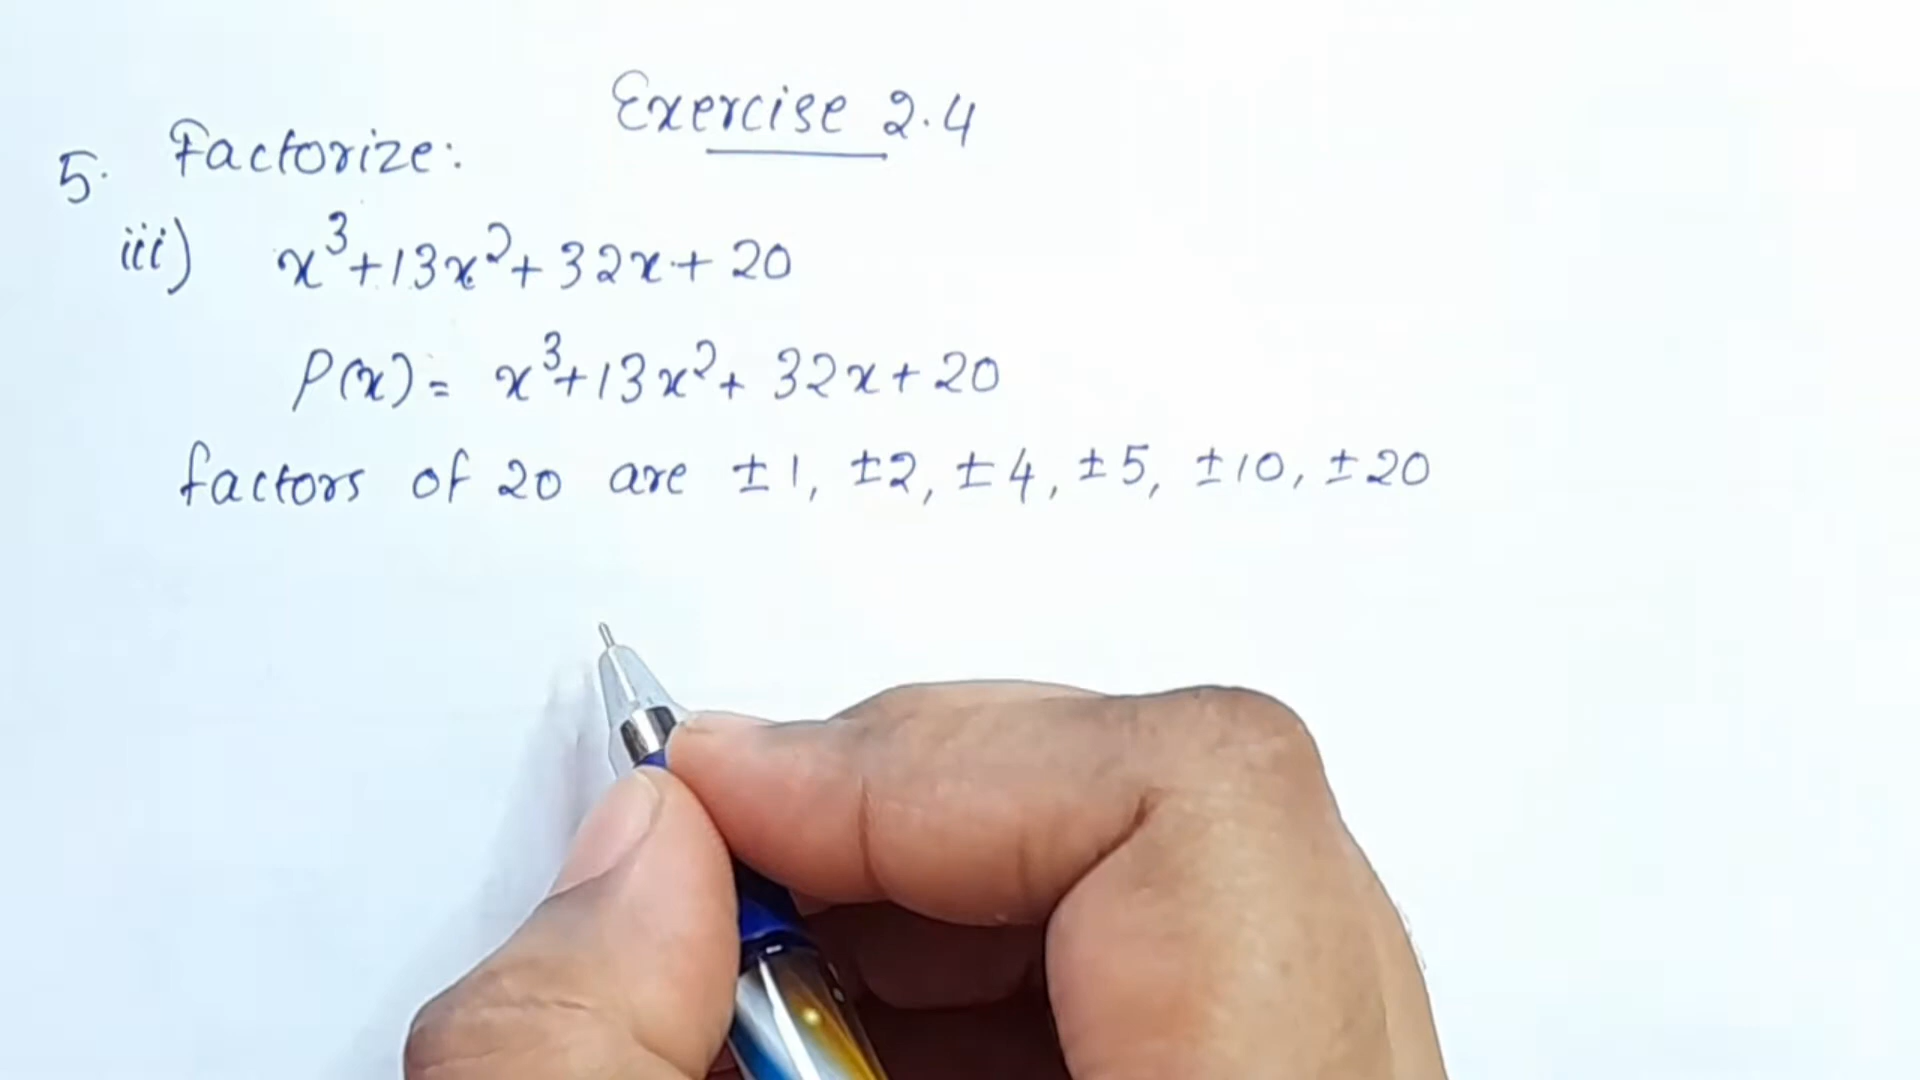 Exercise 2.4
5. Factorize:
iii) x³+13x²+32x+20
P(x)= x³+13x²+32x+20
factors of 20 are ±1, ±2, ±4, ±5, ±10, ±20